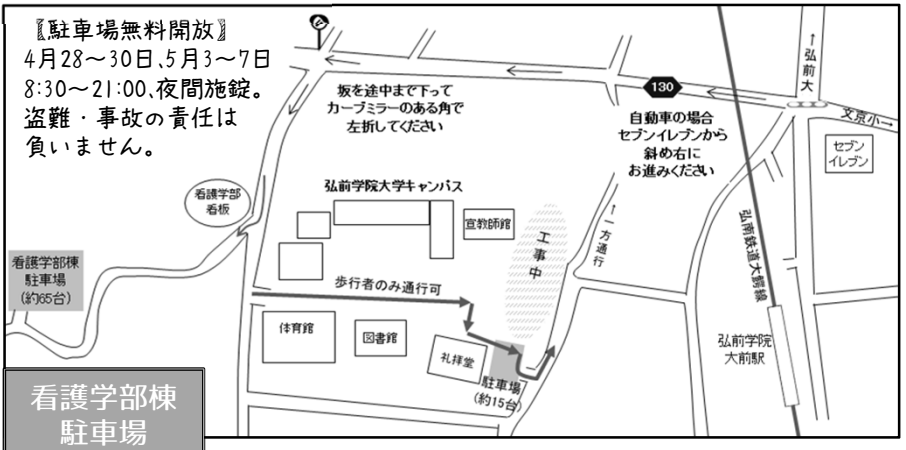 〖駐車場無料開放〗
4月28～30日､5月3～7日
8:30～21:00､夜間施錠。
盗難・事故の責任は
負いません。
坂を途中まで下って
カーブミラーのある角で
左折してください
130
自動車の場合
セブンイレブンから
斜め右に
お進みください
↑弘前大
文京小→
セブン
イレブン
弘前学院大学キャンパス
看護学部
看板
宣教師館
工事中
↑一方通行
弘南鉄道大鰐線
看護学部棟
駐車場
(約65台)
歩行者のみ通行可
体育館
図書館
礼拝堂
駐車場
(約15台)
弘前学院
大前駅
看護学部棟
駐車場